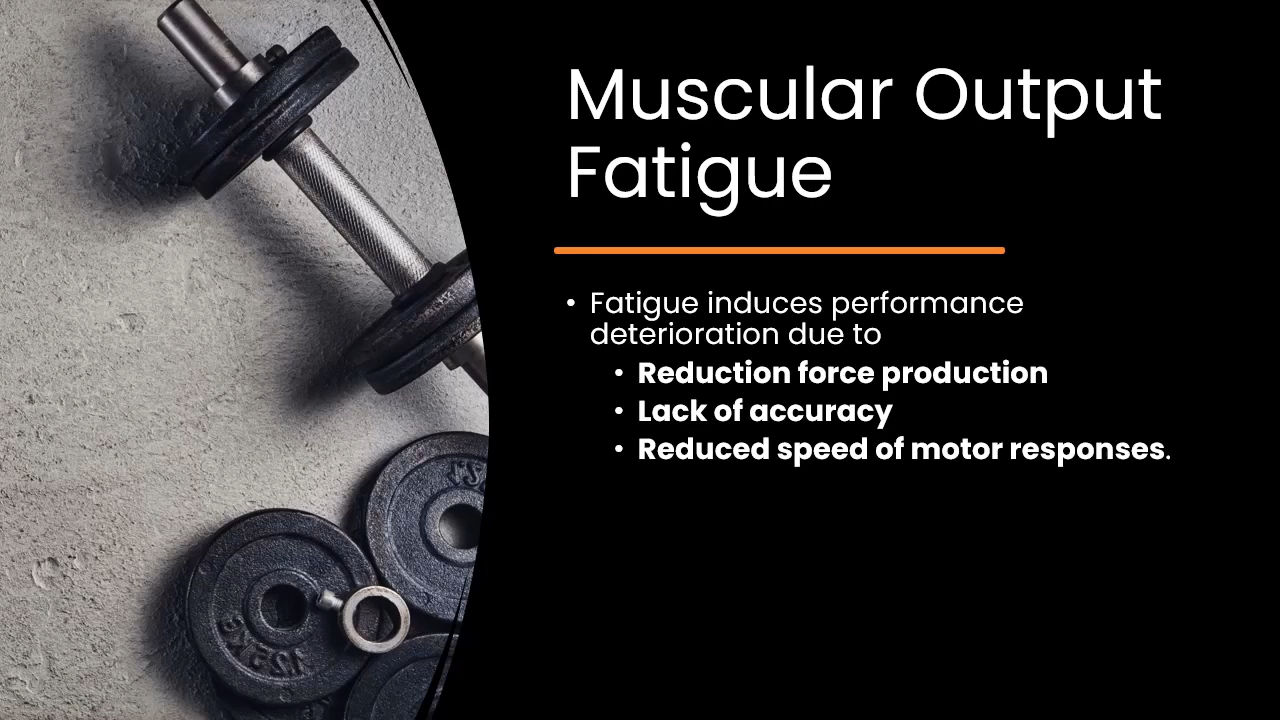 Muscular Output
Fatigue
• Fatigue induces performance
deterioration due to
• Reduction force production
• Lack of accuracy
• Reduced speed of motor responses.